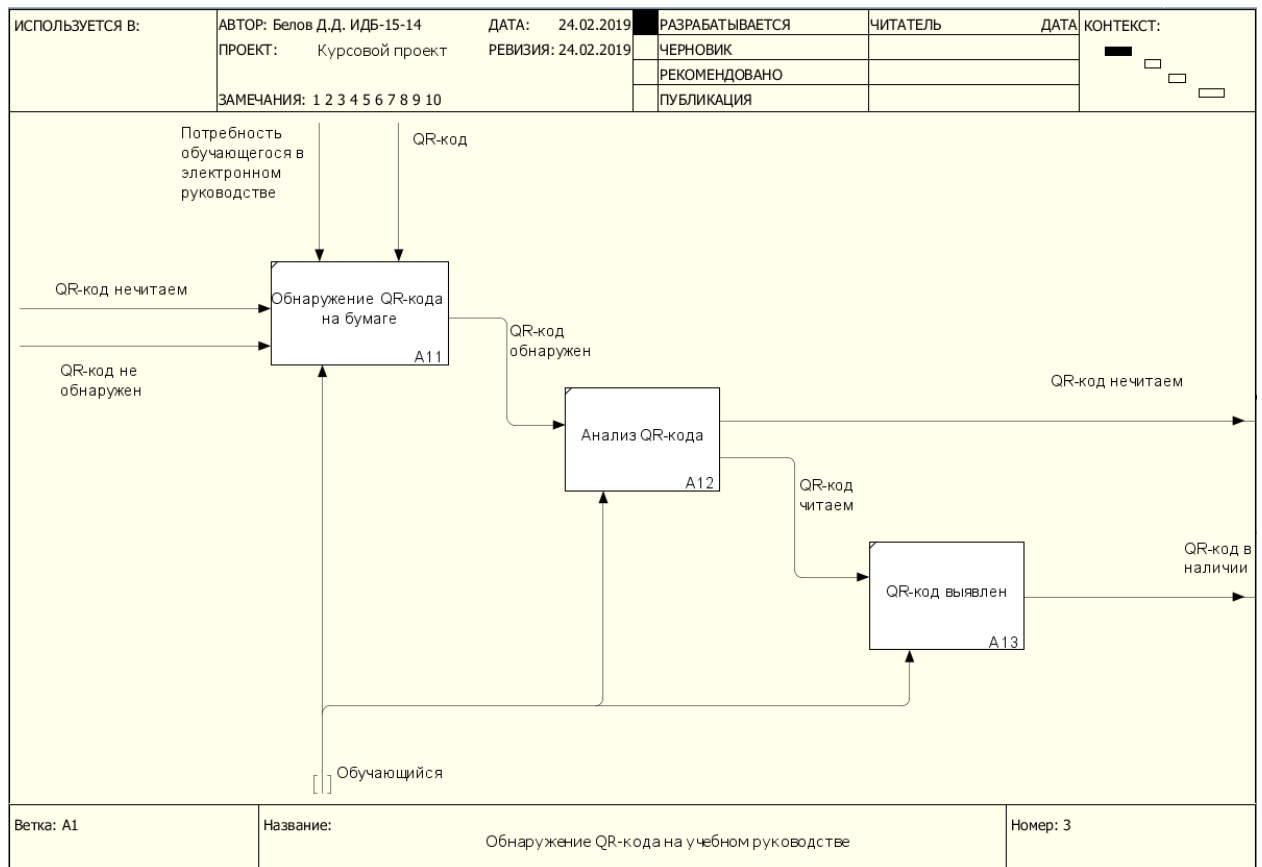 ИСПОЛЬЗУЕТСЯ В:
АВТОР: Белов Д.Д. ИДБ-15-14
ДАТА: 24.02.2019
ПРОЕКТ: Курсовой проект
РЕВИЗИЯ: 24.02.2019
ЗАМЕЧАНИЯ: 1 2 3 4 5 6 7 8 9 10
РАЗРАБАТЫВАЕТСЯ
ЧЕРНОВИК
РЕКОМЕНДОВАНО
ПУБЛИКАЦИЯ
ЧИТАТЕЛЬ
ДАТА
КОНТЕКСТ:
Потребность
обучающегося в
электронном
руководстве
QR-код
QR-код нечитаем
QR-код не
обнаружен
Обнаружение QR-кода
на бумаге
A11
QR-код
обнаружен
Анализ QR-кода
A12
QR-код нечитаем
QR-код
читаем
QR-код выявлен
A13
QR-код в
наличии
Обучающийся
Ветка: A1
Название:
Обнаружение QR-кода на учебном руководстве
Номер: 3